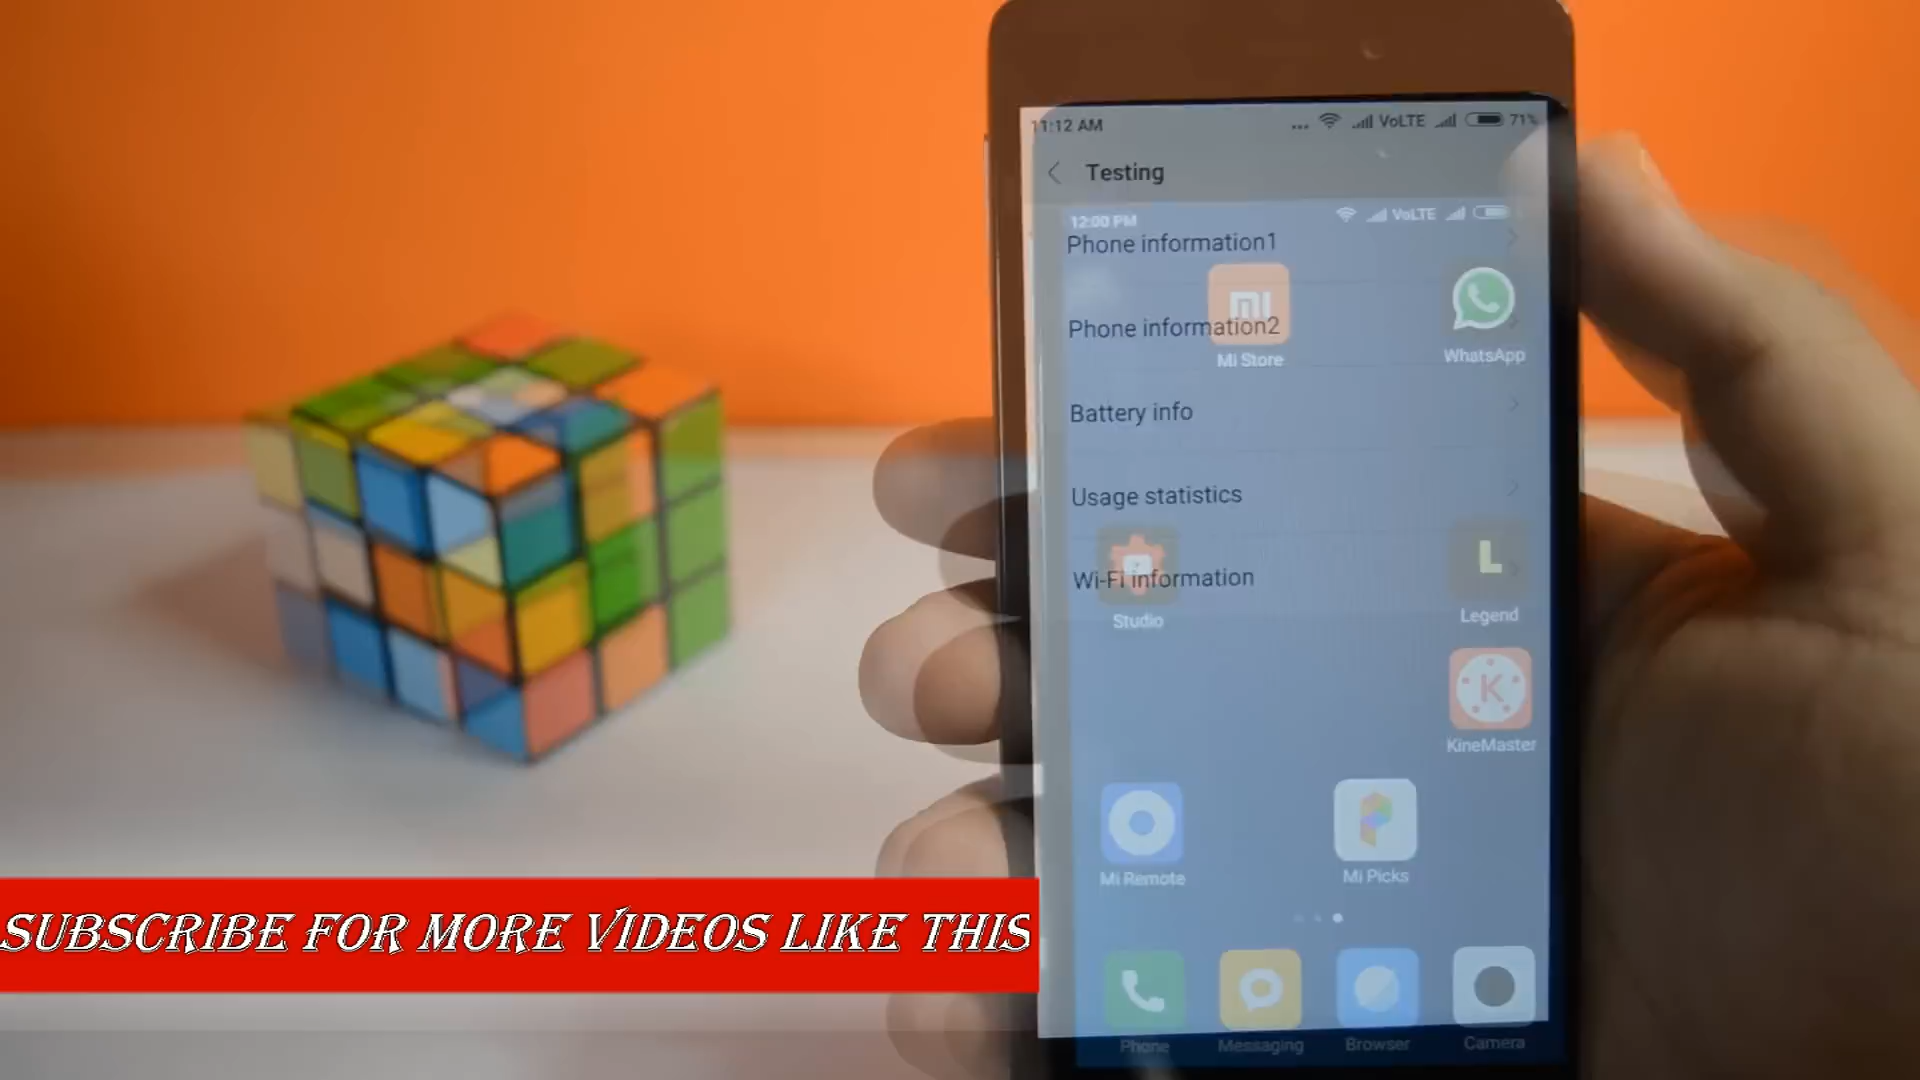 11:12 AM
... VoLTE 71%
Testing
12:00 PM
VoLTE
Phone information1
Phone information2
Mi Store
WhatsApp
Battery info
Usage statistics
Wi-Fi information
Studio
L
Legend
K
KineMaster
Mi Remote
Mi Picks
SUBSCRIBE FOR MORE VIDEOS LIKE THIS
Phone
Messaging
Browser
Camera